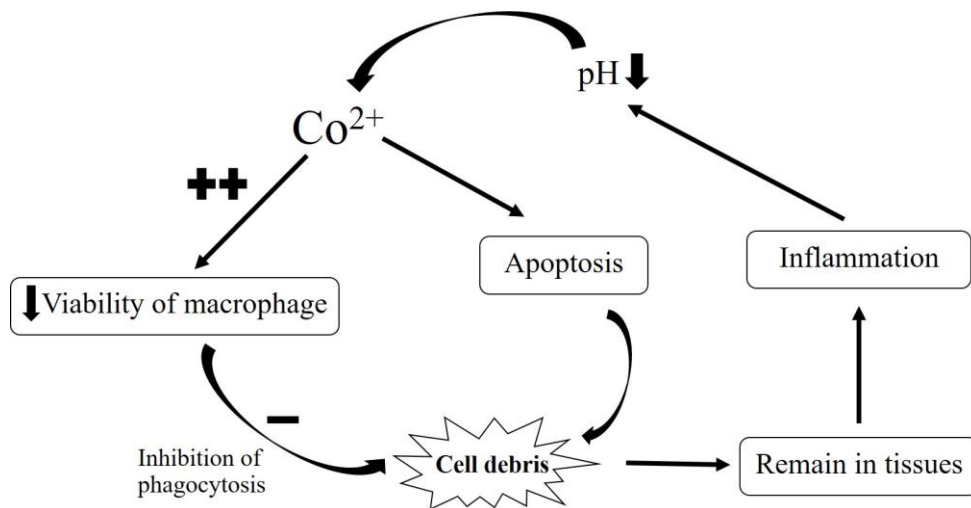 pH
Co²⁺
++
Apoptosis
Inflammation
Viability of macrophage
−
Inhibition of
phagocytosis
Cell debris
Remain in tissues